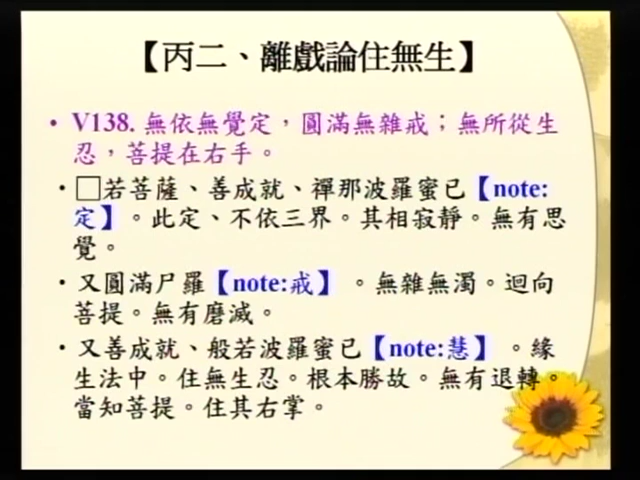 【丙二、離戲論住無生】
• V138. 無依無覺定，圓滿無雜戒；無所從生
忍，菩提在右手。
• □若菩薩、善成就、禪那波羅蜜已【note:
定】。此定、不依三界。其相寂靜。無有思
覺。
• 又圓滿尸羅【note:戒】 。無雜無濁。迴向
菩提。無有磨滅。
• 又善成就、般若波羅蜜已【note:慧】 。緣
生法中。住無生忍。根本勝故。無有退轉。
當知菩提。住其右掌。